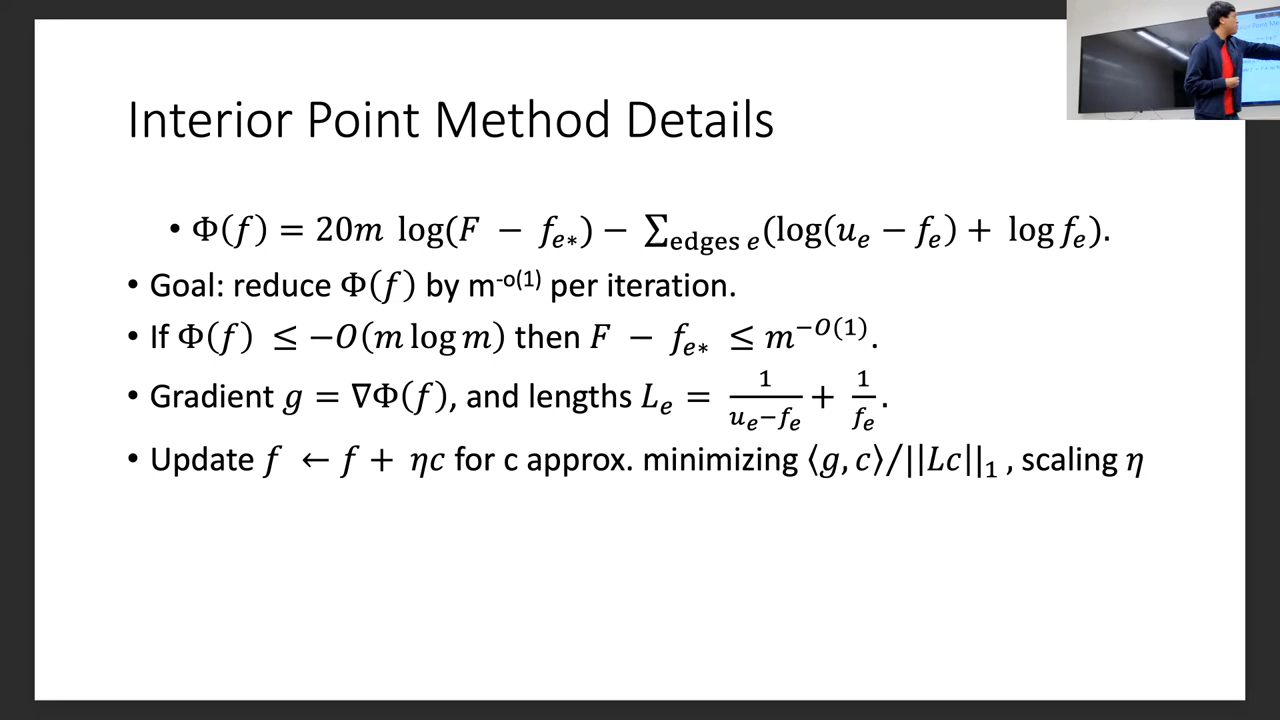 Interior Point Method Details
• Φ(f) = 20m log(F − f_{e*}) − ∑_{edges e}(log(u_e − f_e) + log f_e).
• Goal: reduce Φ(f) by m^{-o(1)} per iteration.
• If Φ(f) ≤ −O(m log m) then F − f_{e*} ≤ m^{−O(1)}.
• Gradient g = ∇Φ(f), and lengths L_e = \frac{1}{u_e−f_e} + \frac{1}{f_e}.
• Update f ← f + ηc for c approx. minimizing ⟨g, c⟩/||Lc||_1 , scaling η